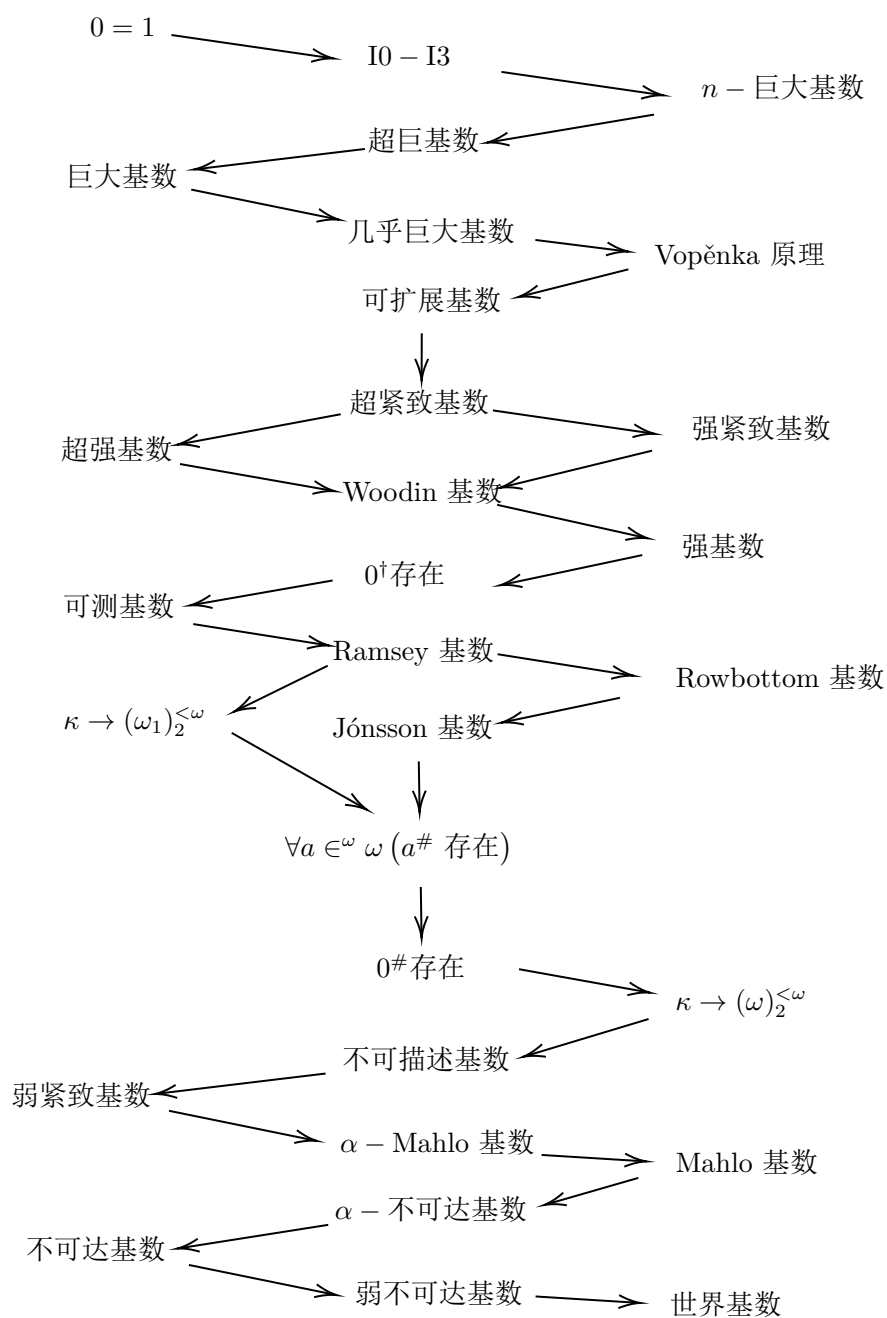 0 = 1
I0 − I3
n − 巨大基数
超巨基数
巨大基数
几乎巨大基数
Vopěnka 原理
可扩展基数
超紧致基数
强紧致基数
超强基数
Woodin 基数
强基数
0†存在
可测基数
Ramsey 基数
Rowbottom 基数
κ → (ω₁)₂^{<ω}
Jónsson 基数
∀a ∈^ω ω (a^# 存在)
0^#存在
κ → (ω)₂^{<ω}
不可描述基数
弱紧致基数
α − Mahlo 基数
Mahlo 基数
α − 不可达基数
不可达基数
弱不可达基数
世界基数